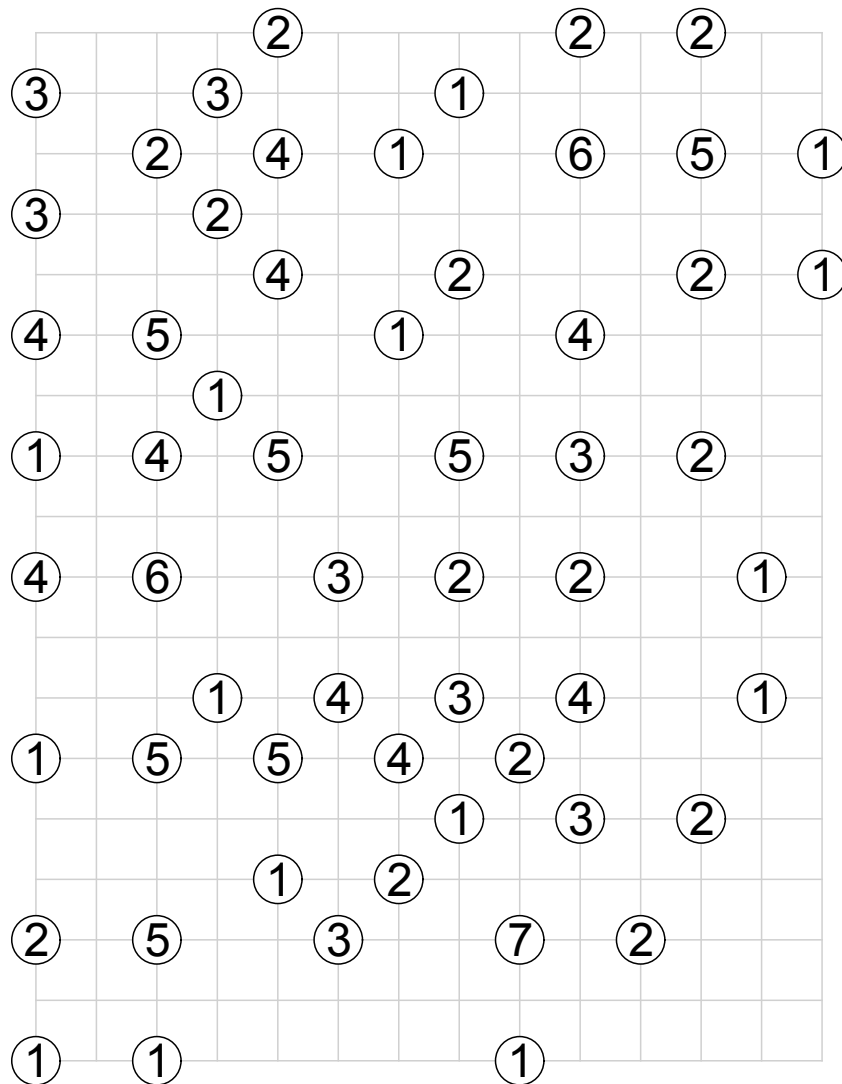 2 2 2
3 3 1
2 4 1 6 5 1
3 2
4 2 2 1
4 5 1 4
1
1 4 5 5 3 2
4 6 3 2 2 1
1 4 3 4 1
1 5 5 4 2
1 3 2
1 2
2 5 3 7 2
1 1 1